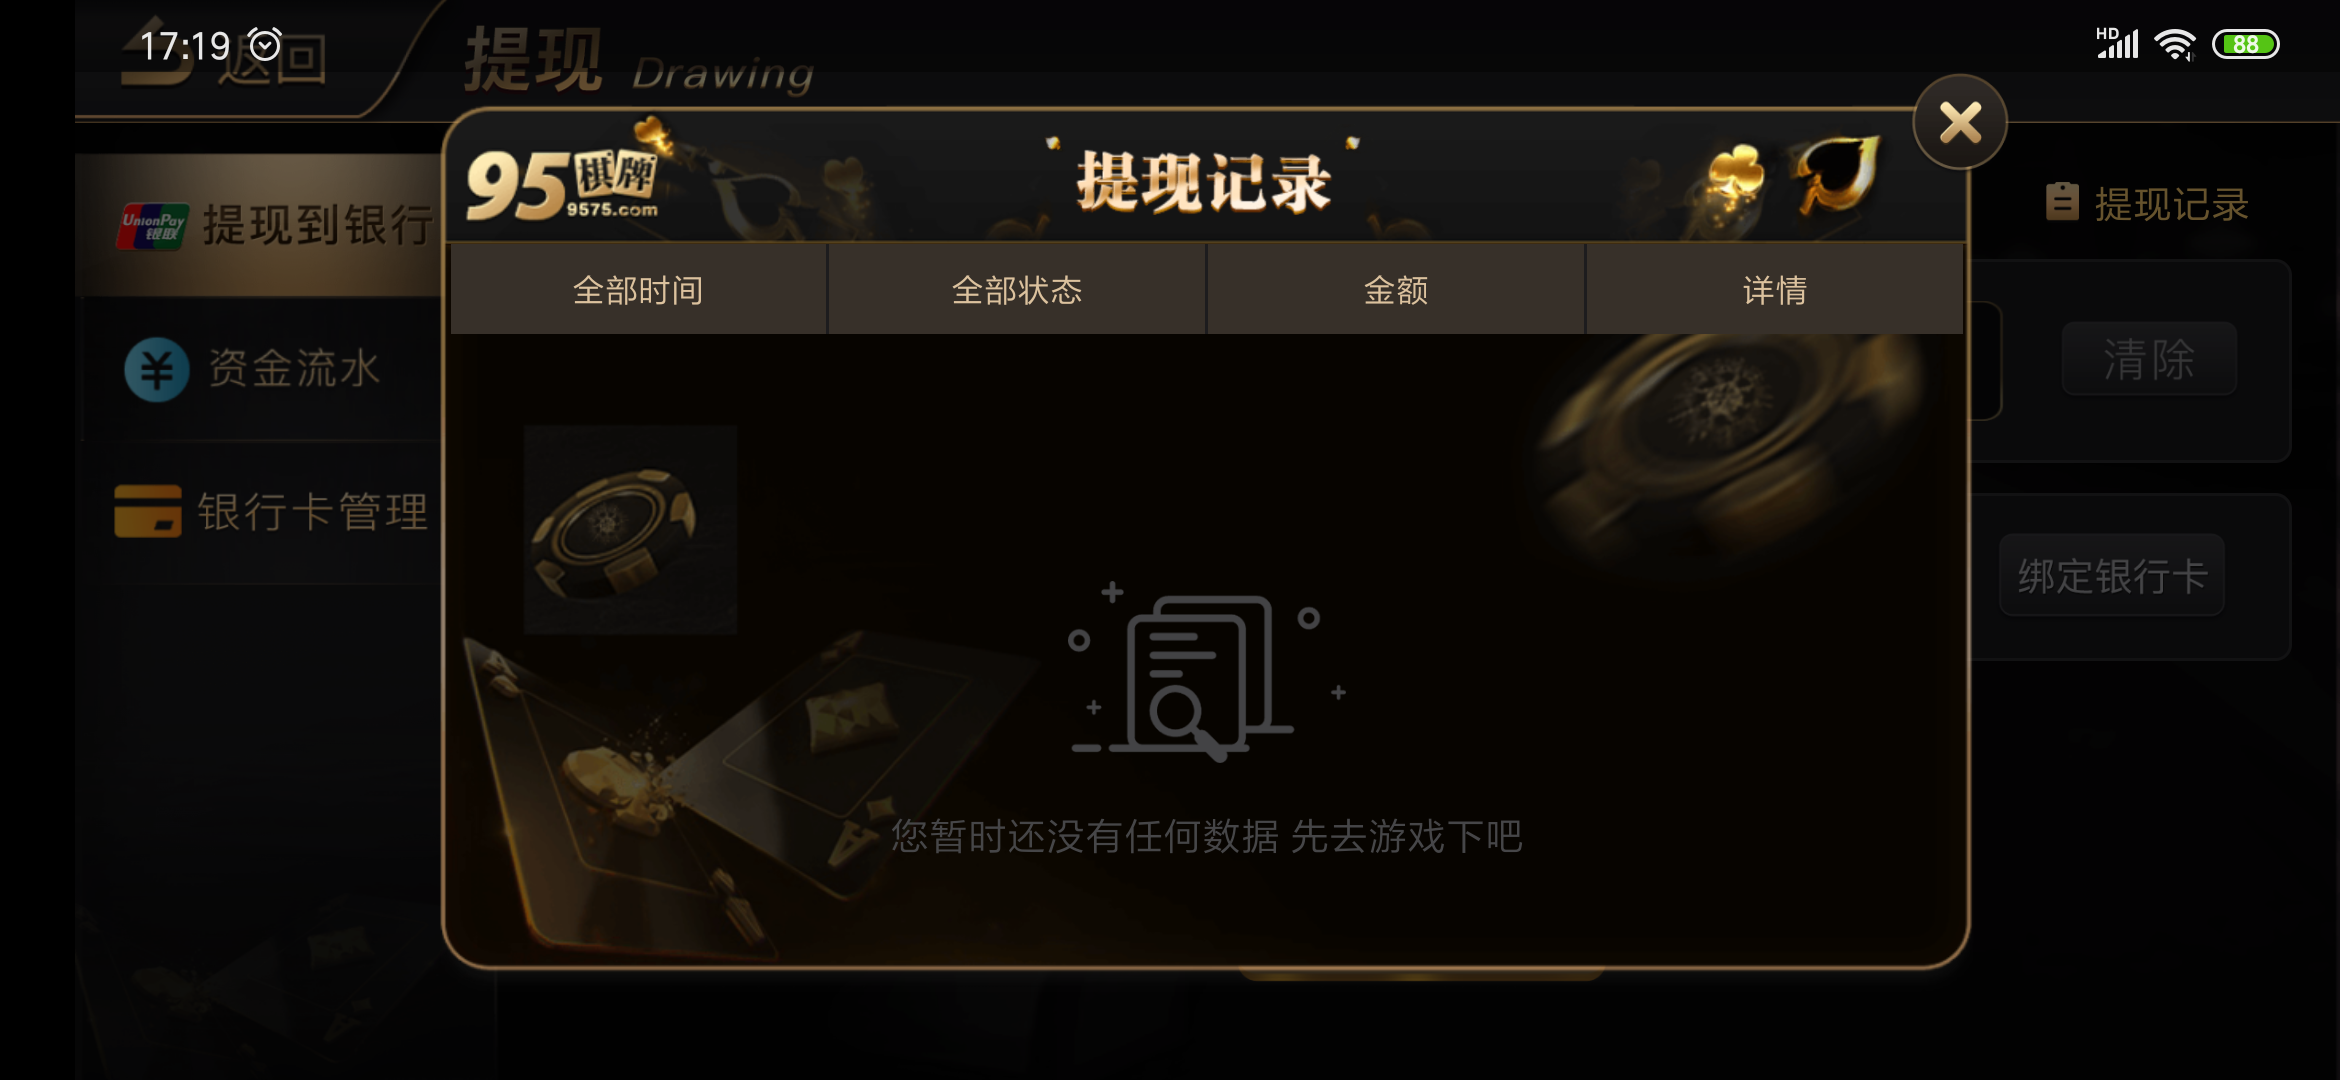 17:19
HD
88
返回
提现 Drawing
95棋牌
9575.com
提现记录
提现记录
UnionPay
银联
提现到银行
全部时间
全部状态
金额
详情
资金流水
清除
银行卡管理
绑定银行卡
A
您暂时还没有任何数据 先去游戏下吧